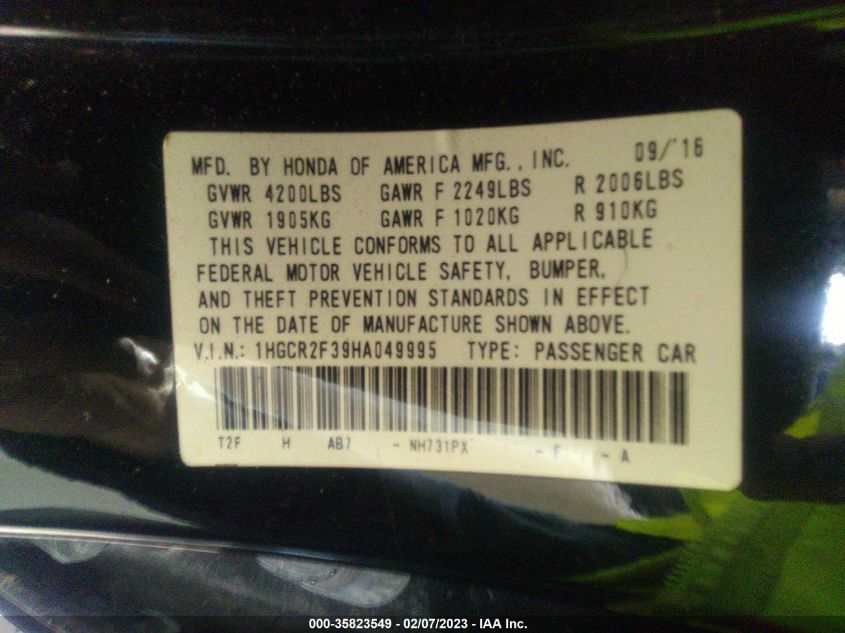 MFD. BY HONDA OF AMERICA MFG., INC. 09/16
GVWR 4200LBS GAWR F 2249LBS R 2006LBS
GVWR 1905KG GAWR F 1020KG R 910KG
THIS VEHICLE CONFORMS TO ALL APPLICABLE
FEDERAL MOTOR VEHICLE SAFETY, BUMPER,
AND THEFT PREVENTION STANDARDS IN EFFECT
ON THE DATE OF MANUFACTURE SHOWN ABOVE.
V.I.N.: 1HGCR2F39HA049995 TYPE: PASSENGER CAR
T2F H AB7 - NH731PX - F - A
000-35823549 - 02/07/2023 - IAA Inc.